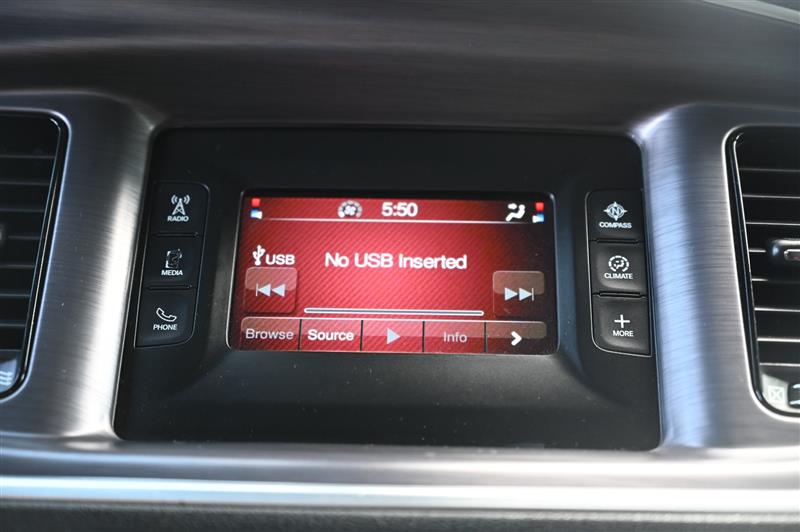 5:50
RADIO
MEDIA
PHONE
USB
No USB Inserted
Browse
Source
Info
N
COMPASS
CLIMATE
MORE